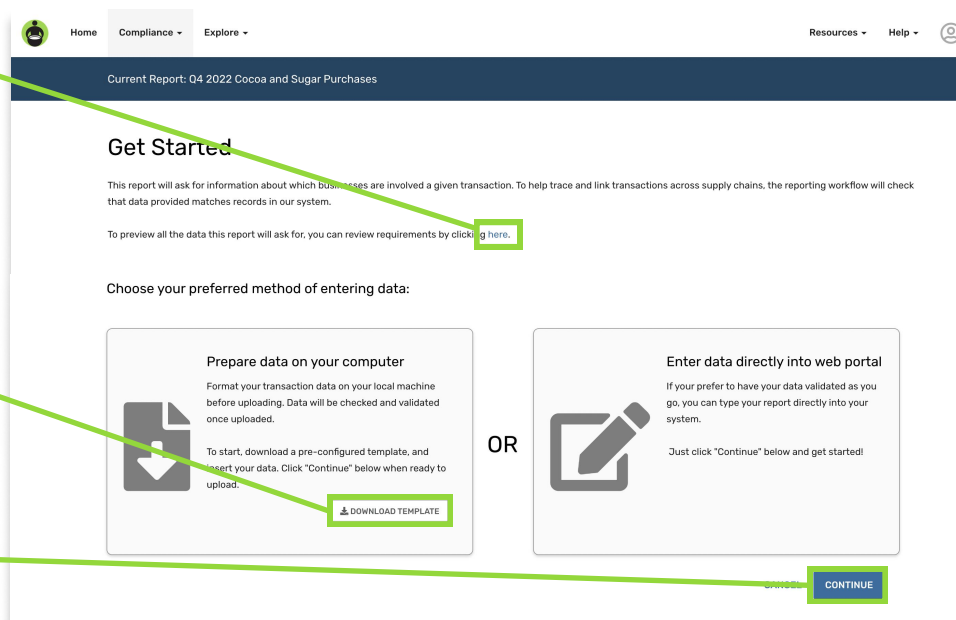 Home Compliance Explore Resources Help
Current Report: Q4 2022 Cocoa and Sugar Purchases
Get Started
This report will ask for information about which businesses are involved a given transaction. To help trace and link transactions across supply chains, the reporting workflow will check
that data provided matches records in our system.
To preview all the data this report will ask for, you can review requirements by clicking here.
Choose your preferred method of entering data:
Prepare data on your computer
Format your transaction data on your local machine
before uploading. Data will be checked and validated
once uploaded.
To start, download a pre-configured template, and
insert your data. Click "Continue" below when ready to
upload.
DOWNLOAD TEMPLATE
OR
Enter data directly into web portal
If your prefer to have your data validated as you
go, you can type your report directly into your
system.
Just click "Continue" below and get started!
CANCEL CONTINUE